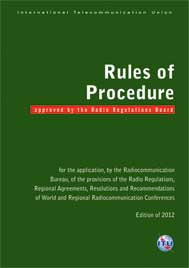 International Telecommunication Union
Rules of
Procedure
approved by the Radio Regulations Board
for the application, by the Radiocommunication
Bureau, of the provisions of the Radio Regulations,
Regional Agreements, Resolutions and Recommendations
of World and Regional Radiocommunication Conferences
Edition of 2012
ITU